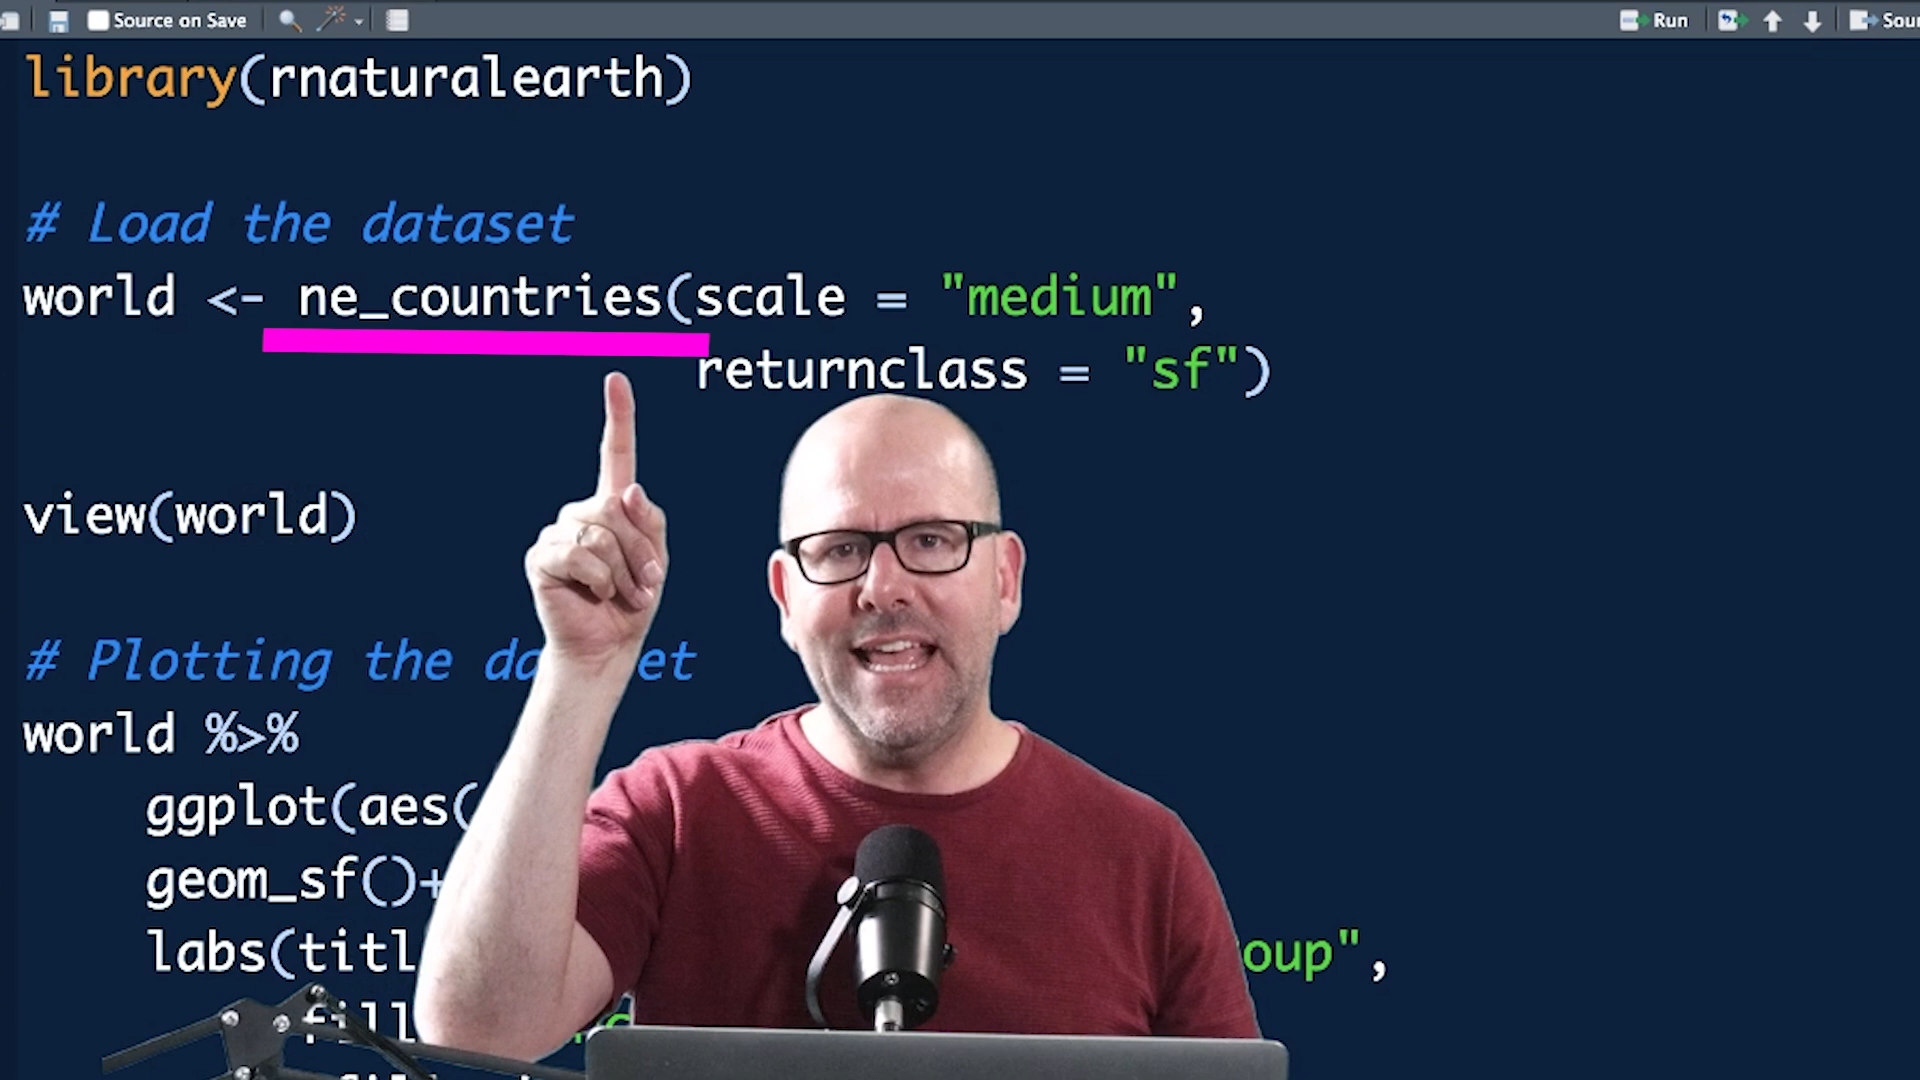 Source on Save
Run
library(rnaturalearth)
# Load the dataset
world <- ne_countries(scale = "medium",
returnclass = "sf")
view(world)
# Plotting the da et
world %>%
ggplot(aes(
geom_sf()+
labs(titl oup",
fill